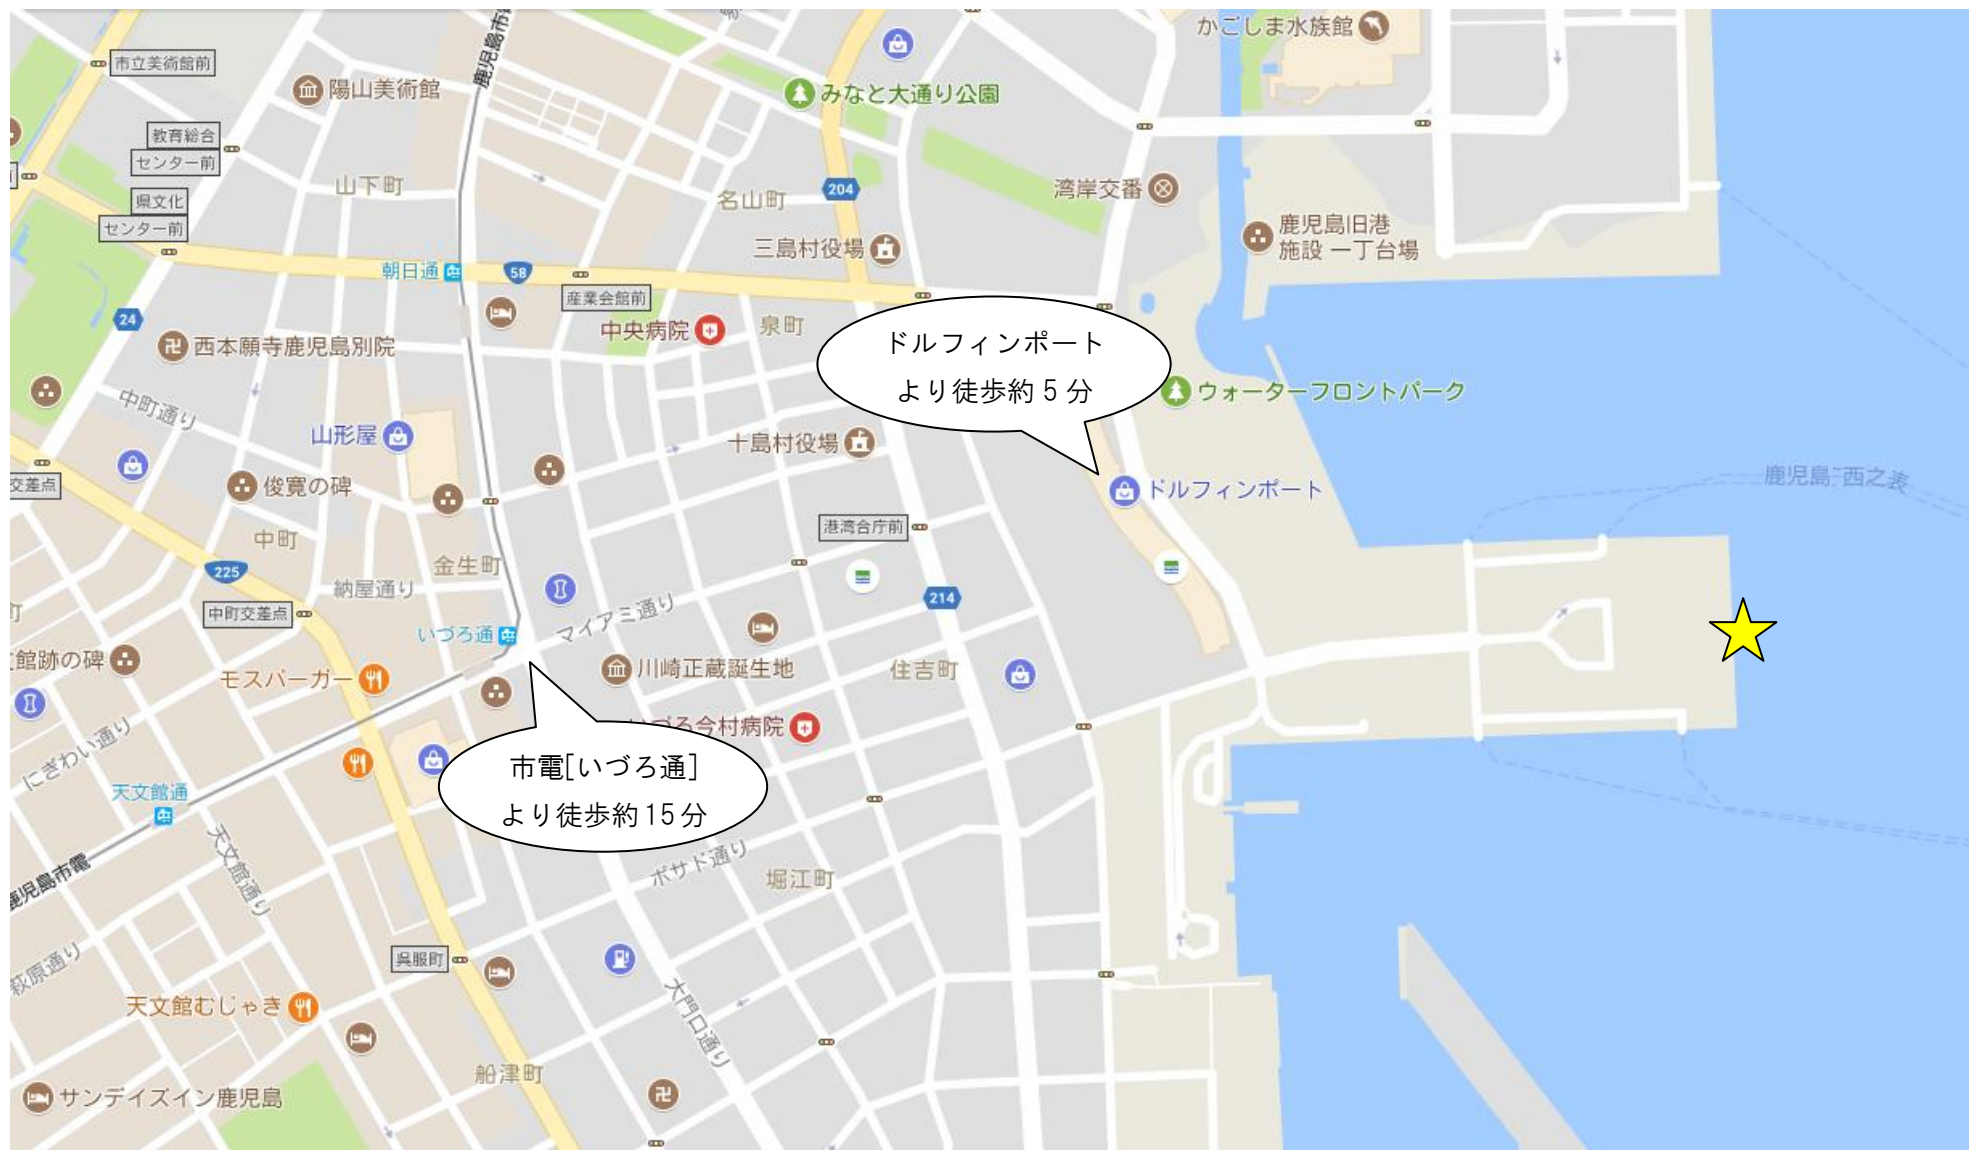 かごしま水族館
鹿児島市
市立美術館前
陽山美術館
みなと大通り公園
教育総合
センター前
山下町
名山町
204
湾岸交番
県文化
センター前
鹿児島旧港
施設 一丁台場
三島村役場
朝日通
58
産業会館前
24
中央病院
泉町
西本願寺鹿児島別院
ドルフィンポート
より徒歩約5分
ウォーターフロントパーク
中町通り
山形屋
十島村役場
交差点
俊寛の碑
ドルフィンポート
鹿児島-西之表
港湾合庁前
中町
金生町
225
納屋通り
214
中町交差点
マイアミ通り
いづろ通
館跡の碑
モスバーガー
川崎正蔵誕生地
住吉町
いづろ今村病院
にぎわい通り
市電[いづろ通]
より徒歩約15分
天文館通
鹿児島市電
天文館通り
ボサド通り
堀江町
呉服町
萩原通り
天文館むじゃき
大門口通り
船津町
サンデイズイン鹿児島